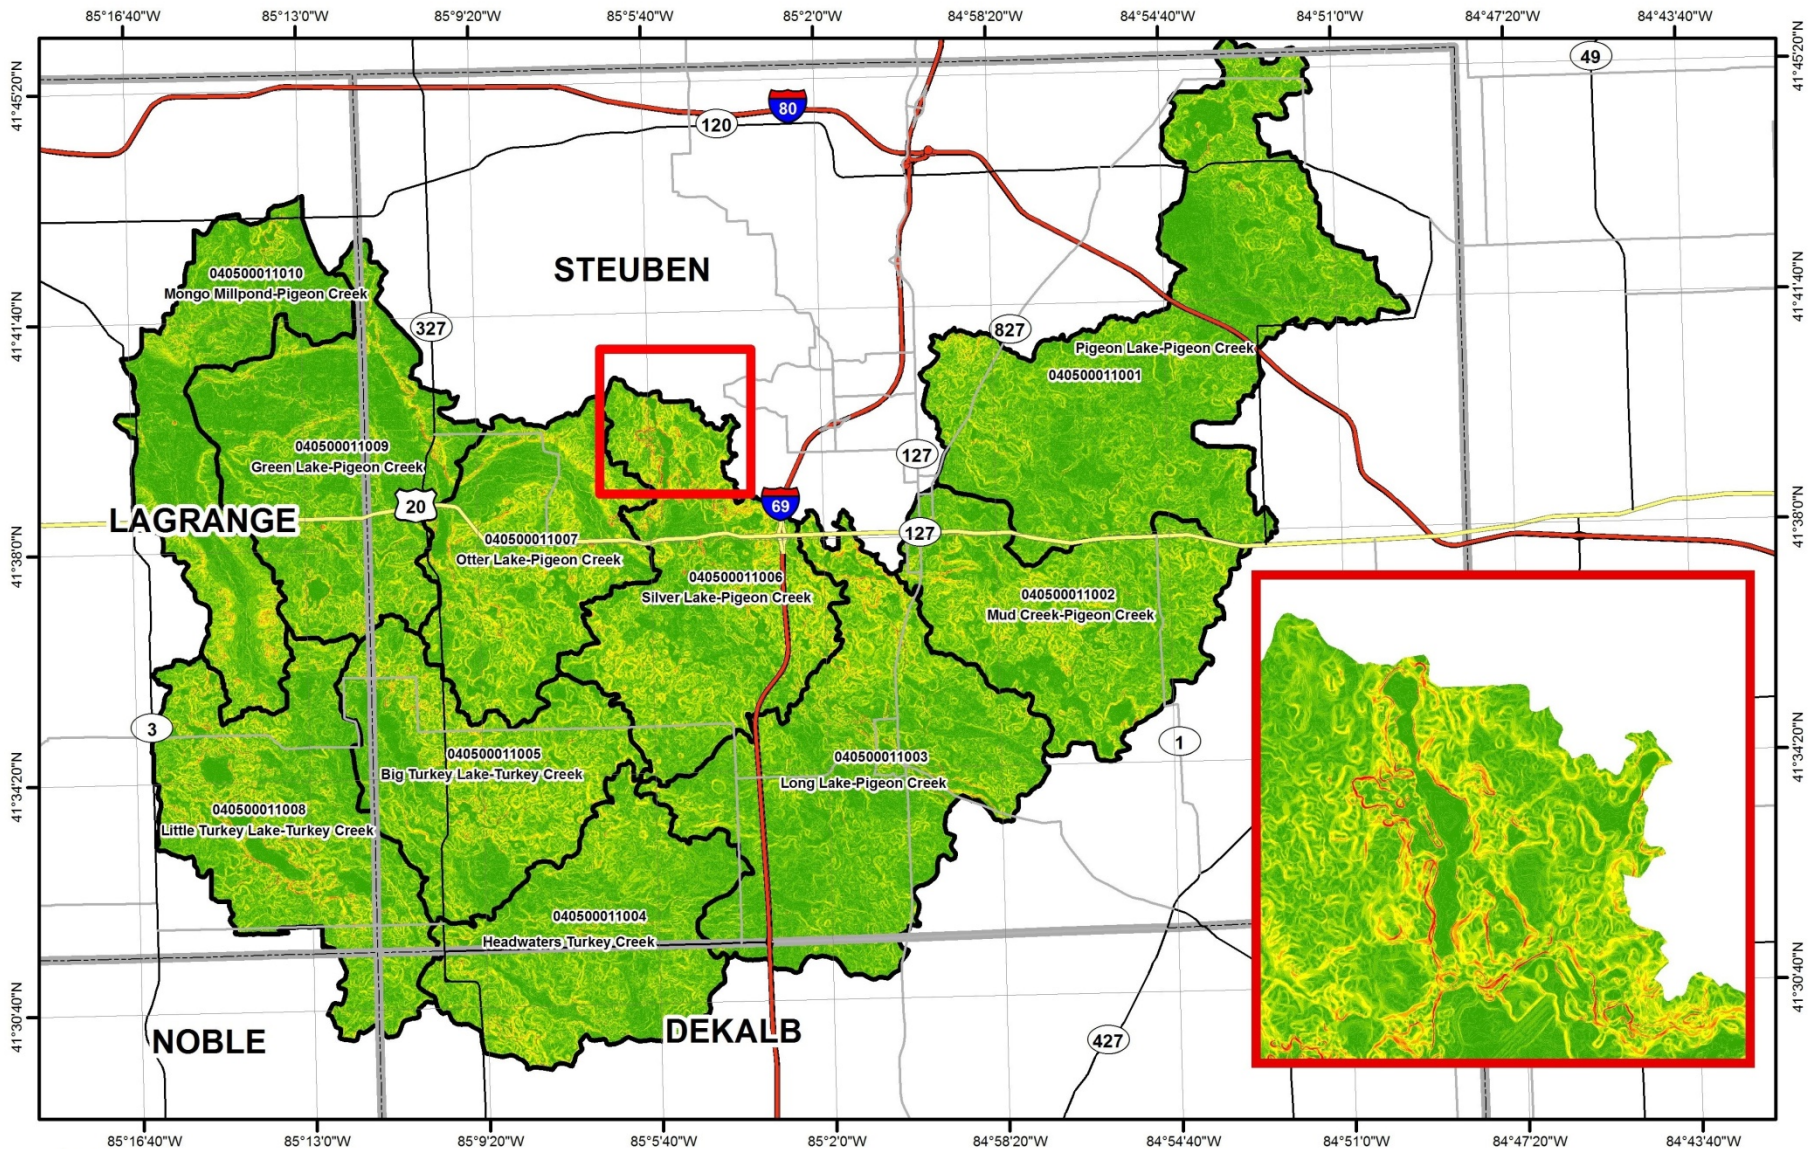 85°16'40"W
85°13'0"W
85°9'20"W
85°5'40"W
85°2'0"W
84°58'20"W
84°54'40"W
84°51'0"W
84°47'20"W
84°43'40"W
41°45'20"N
41°45'20"N
49
80
120
STEUBEN
040500011010
Mongo Millpond-Pigeon Creek
41°41'40"N
41°41'40"N
327
827
Pigeon Lake-Pigeon Creek
040500011001
040500011009
Green Lake-Pigeon Creek
127
20
69
LAGRANGE
41°38'0"N
41°38'0"N
127
040500011007
Otter Lake-Pigeon Creek
040500011006
Silver Lake-Pigeon Creek
040500011002
Mud Creek-Pigeon Creek
3
1
41°34'20"N
41°34'20"N
040500011005
Big Turkey Lake-Turkey Creek
040500011003
Long Lake-Pigeon Creek
040500011008
Little Turkey Lake-Turkey Creek
040500011004
Headwaters Turkey Creek
41°30'40"N
41°30'40"N
NOBLE
DEKALB
427
85°16'40"W
85°13'0"W
85°9'20"W
85°5'40"W
85°2'0"W
84°58'20"W
84°54'40"W
84°51'0"W
84°47'20"W
84°43'40"W